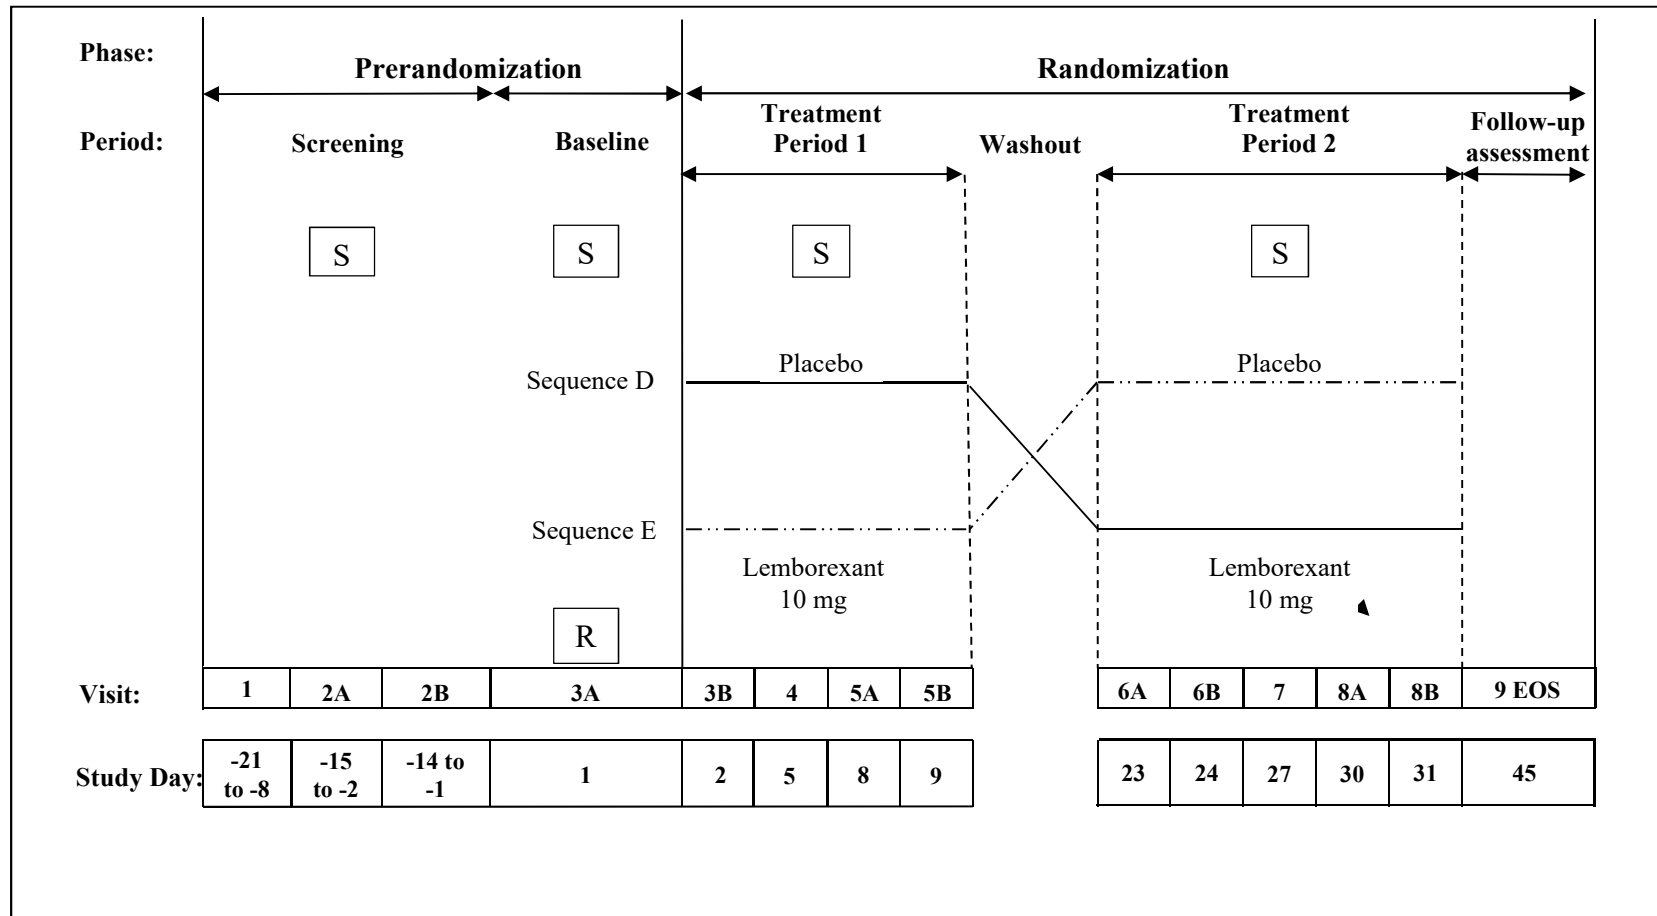 Phase:
Prerandomization
Randomization
Period:
Screening
Baseline
Treatment
Period 1
Washout
Treatment
Period 2
Follow-up
assessment
S
S
S
S
Placebo
Placebo
Sequence D
Sequence E
Lemborexant
10 mg
Lemborexant
10 mg
R
Visit:
1
2A
2B
3A
3B
4
5A
5B
6A
6B
7
8A
8B
9 EOS
Study Day:
-21
to -8
-15
to -2
-14 to
-1
1
2
5
8
9
23
24
27
30
31
45